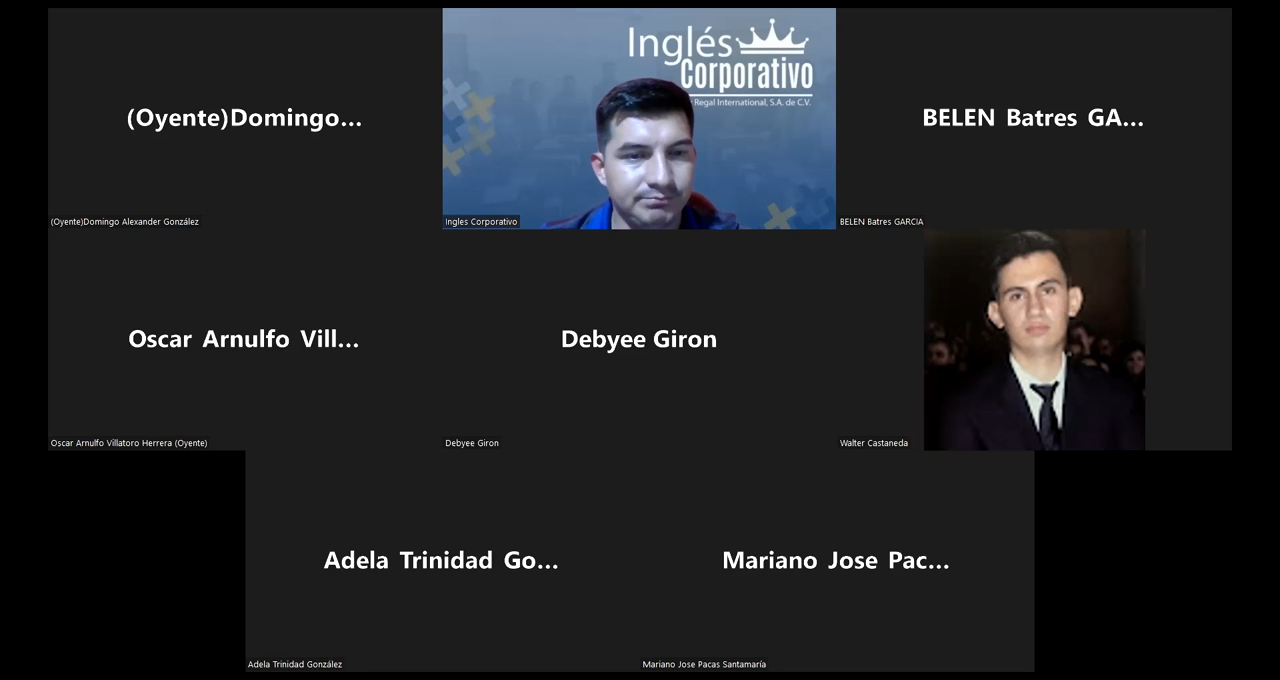 Inglés
Corporativo
Regal International, S.A. de C.V.
(Oyente)Domingo...
BELEN Batres GA...
(Oyente)Domingo Alexander González
Ingles Corporativo
BELEN Batres GARCIA
Oscar Arnulfo Vill...
Debyee Giron
Oscar Arnulfo Villatoro Herrera (Oyente)
Debyee Giron
Walter Castaneda
Adela Trinidad Go...
Mariano Jose Pac...
Adela Trinidad González
Mariano Jose Pacas Santamaría